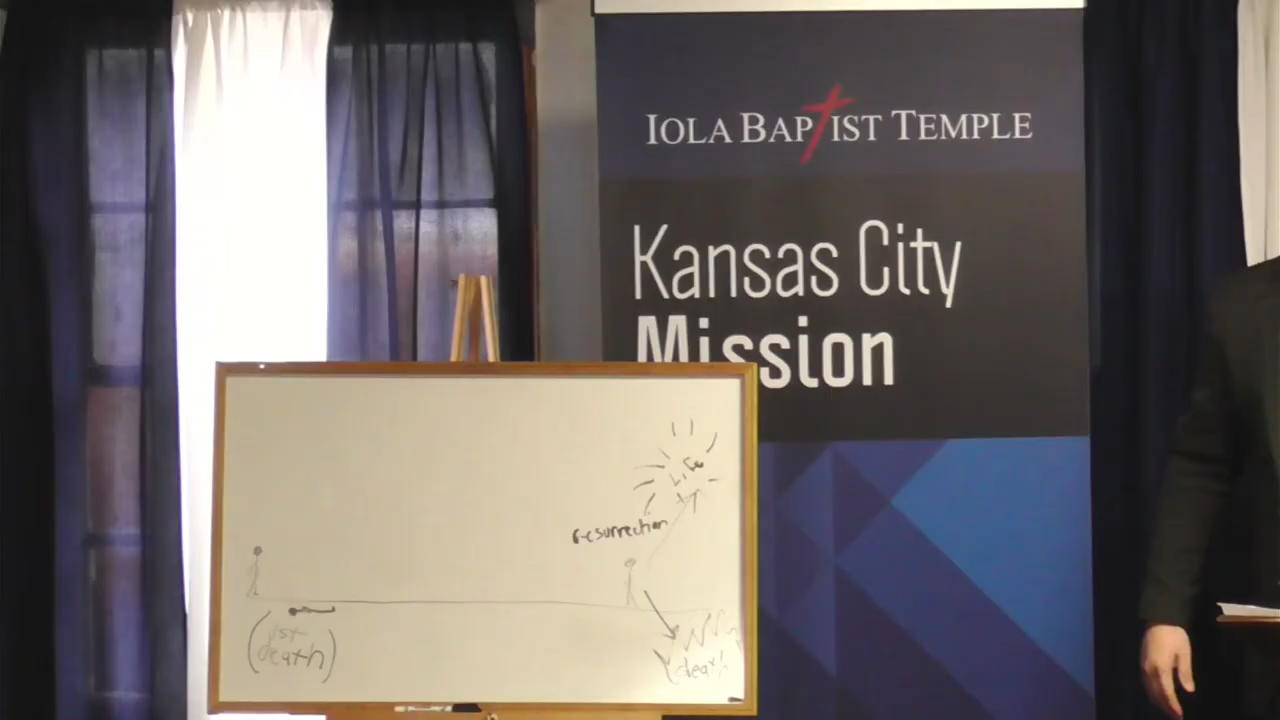 IOLA BAPTIST TEMPLE
Kansas City
Mission
Life
resurrection
(1st
death)
death